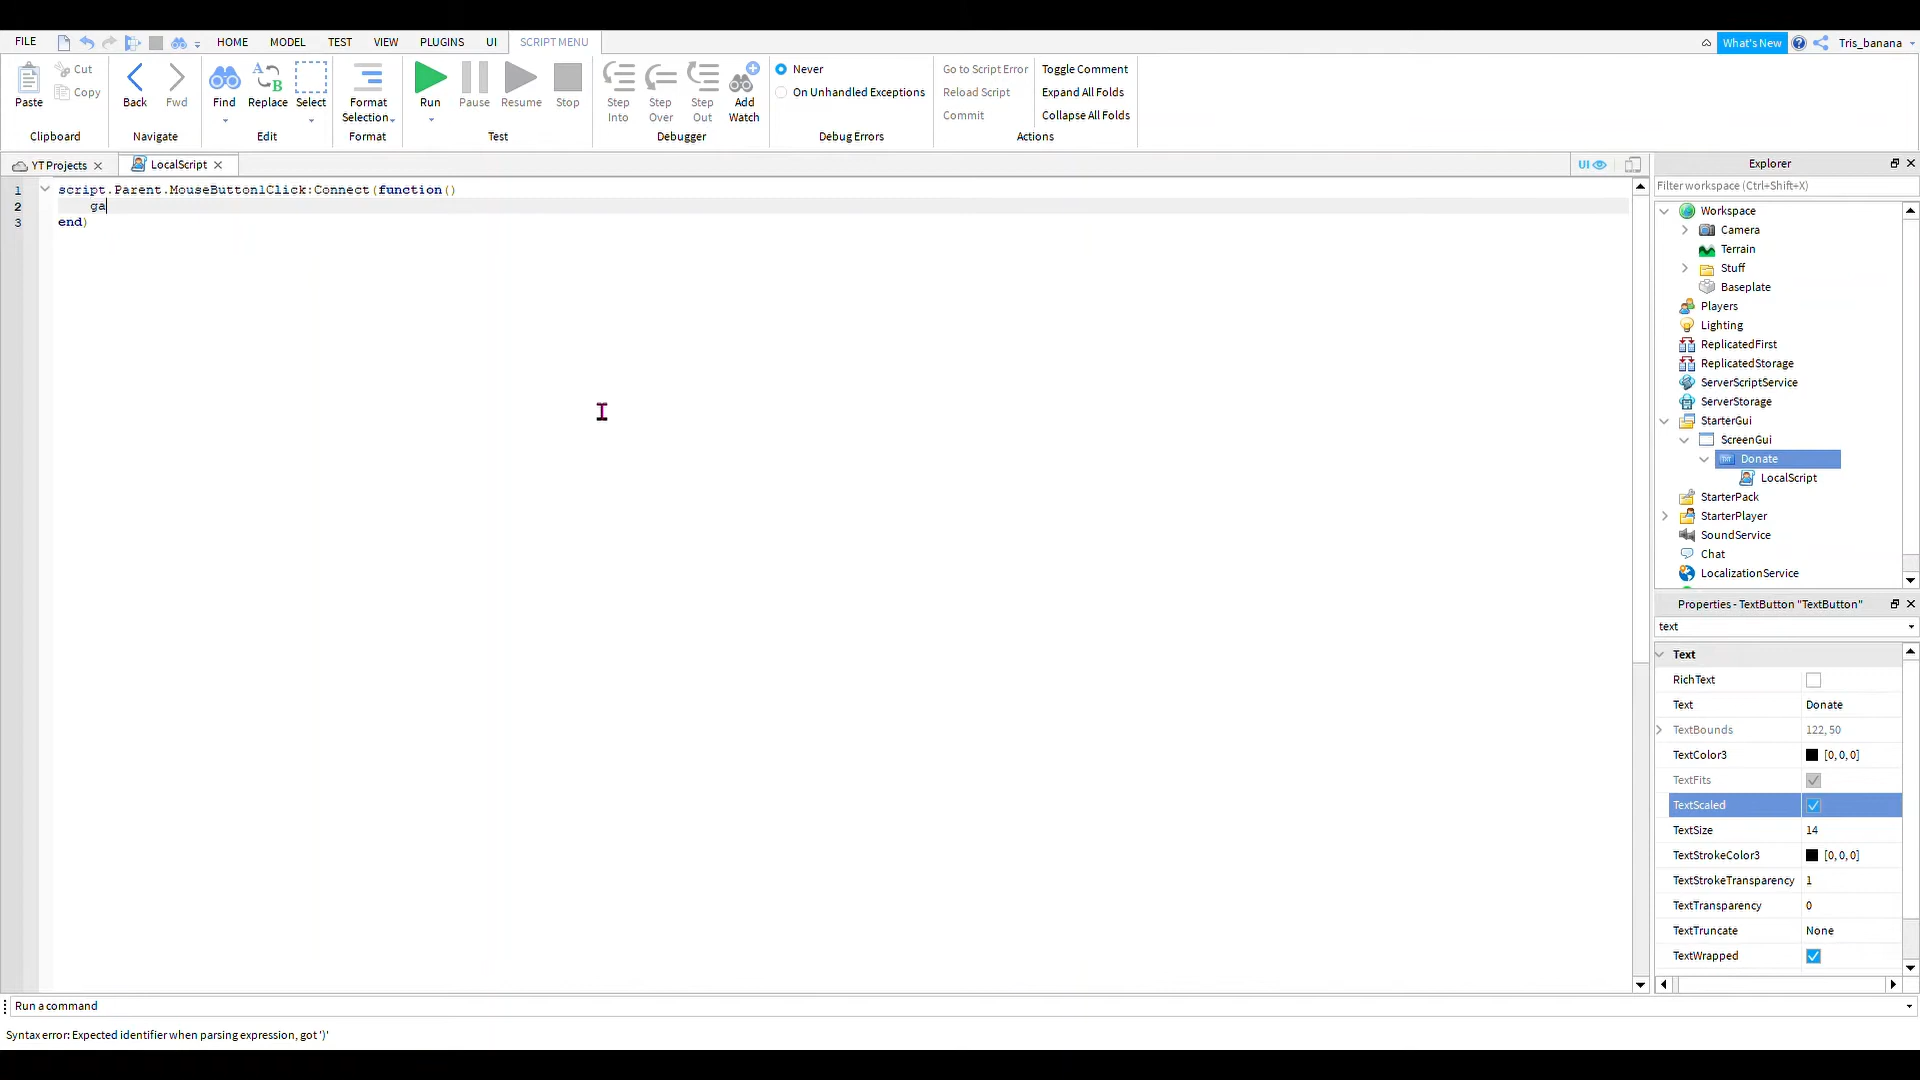 FILE HOME MODEL TEST VIEW PLUGINS UI SCRIPT MENU What's New Tris_banana
Paste Cut Copy Back Fwd Find Replace Select Format Selection Run Pause Resume Stop Step Into Step Over Step Out Add Watch
Never
On Unhandled Exceptions
Go to Script Error
Reload Script
Commit
Toggle Comment
Expand All Folds
Collapse All Folds
Clipboard Navigate Edit Format Test Debugger Debug Errors Actions
YT Projects LocalScript UI
1 script.Parent.MouseButton1Click:Connect(function()
2 ga
3 end)
Explorer
Filter workspace (Ctrl+Shift+X)
Workspace
Camera
Terrain
Stuff
Baseplate
Players
Lighting
ReplicatedFirst
ReplicatedStorage
ServerScriptService
ServerStorage
StarterGui
ScreenGui
Donate
LocalScript
StarterPack
StarterPlayer
SoundService
Chat
LocalizationService
Properties - TextButton "TextButton"
text
Text
RichText
Text Donate
TextBounds 122, 50
TextColor3 [0, 0, 0]
TextFits
TextScaled
TextSize 14
TextStrokeColor3 [0, 0, 0]
TextStrokeTransparency 1
TextTransparency 0
TextTruncate None
TextWrapped
Run a command
Syntax error: Expected identifier when parsing expression, got ')'